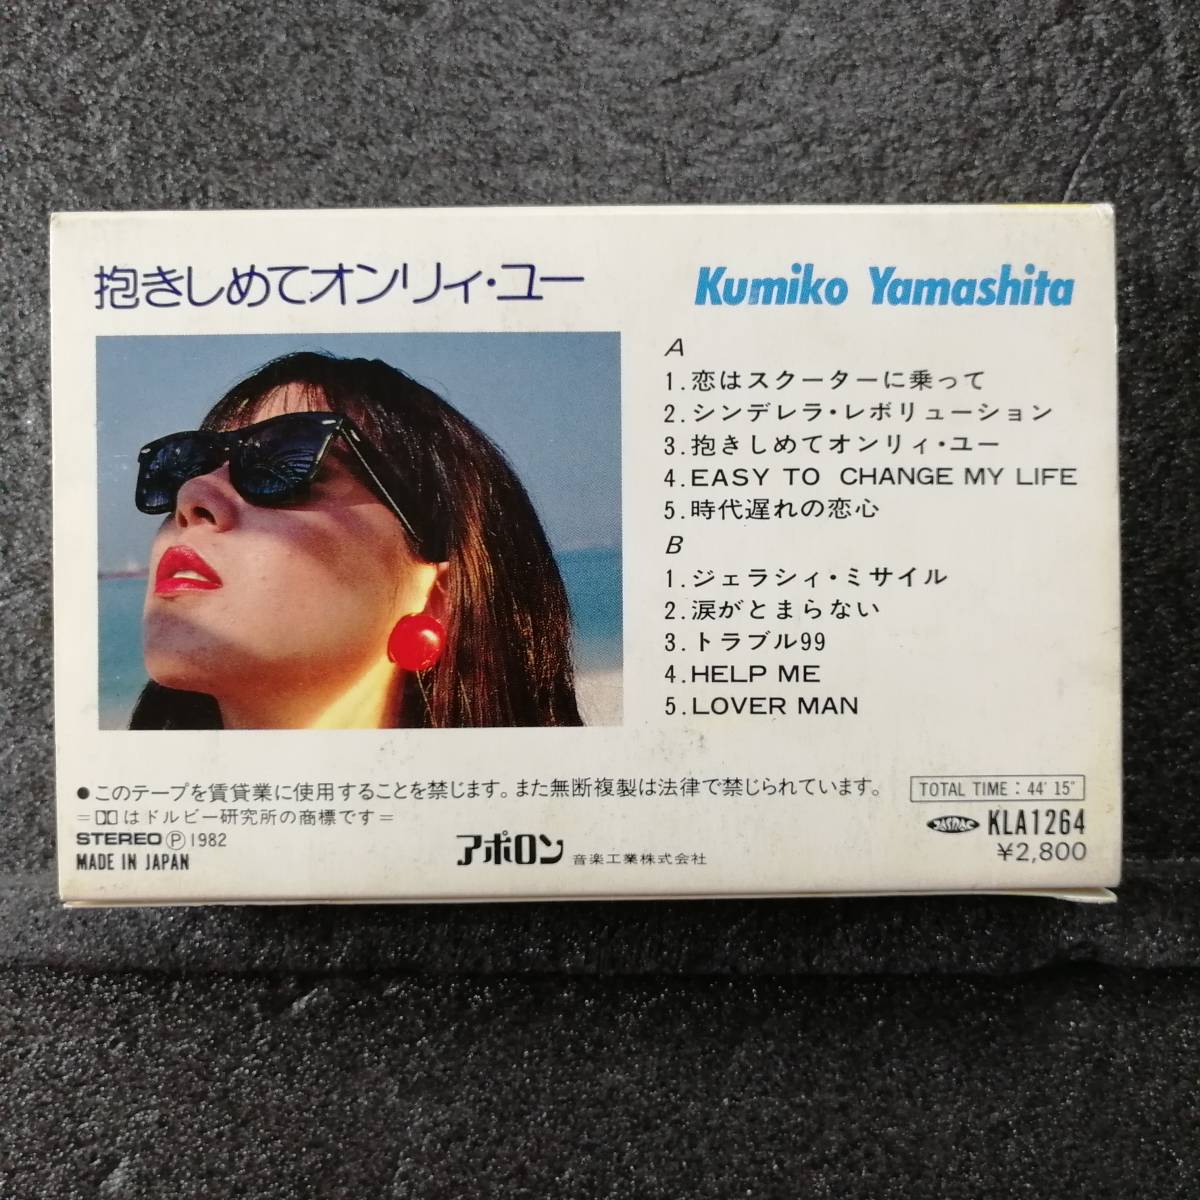 抱きしめてオンリィ・ユー
Kumiko Yamashita
A
1.恋はスクーターに乗って
2.シンデレラ・レボリューション
3.抱きしめてオンリィ・ユー
4.EASY TO CHANGE MY LIFE
5.時代遅れの恋心
B
1.ジェラシィ・ミサイル
2.涙がとまらない
3.トラブル99
4.HELP ME
5.LOVER MAN
●このテープを賃貸業に使用することを禁じます。また無断複製は法律で禁じられています。
=はドルビー研究所の商標です=
STEREO Ⓟ1982
MADE IN JAPAN
アポロン 音楽工業株式会社
TOTAL TIME : 44' 15"
JASRAC KLA1264
¥2,800